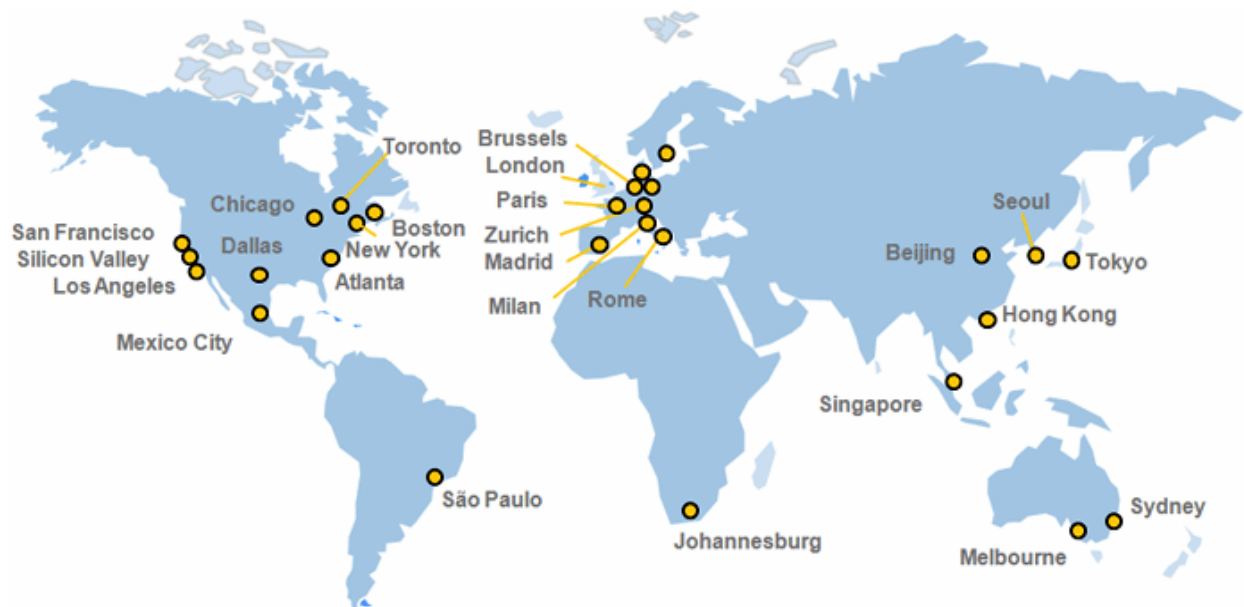 Toronto
Chicago
Boston
New York
San Francisco
Dallas
Silicon Valley
Los Angeles
Atlanta
Mexico City
São Paulo
Brussels
London
Paris
Zurich
Madrid
Milan
Rome
Johannesburg
Seoul
Beijing
Tokyo
Hong Kong
Singapore
Sydney
Melbourne